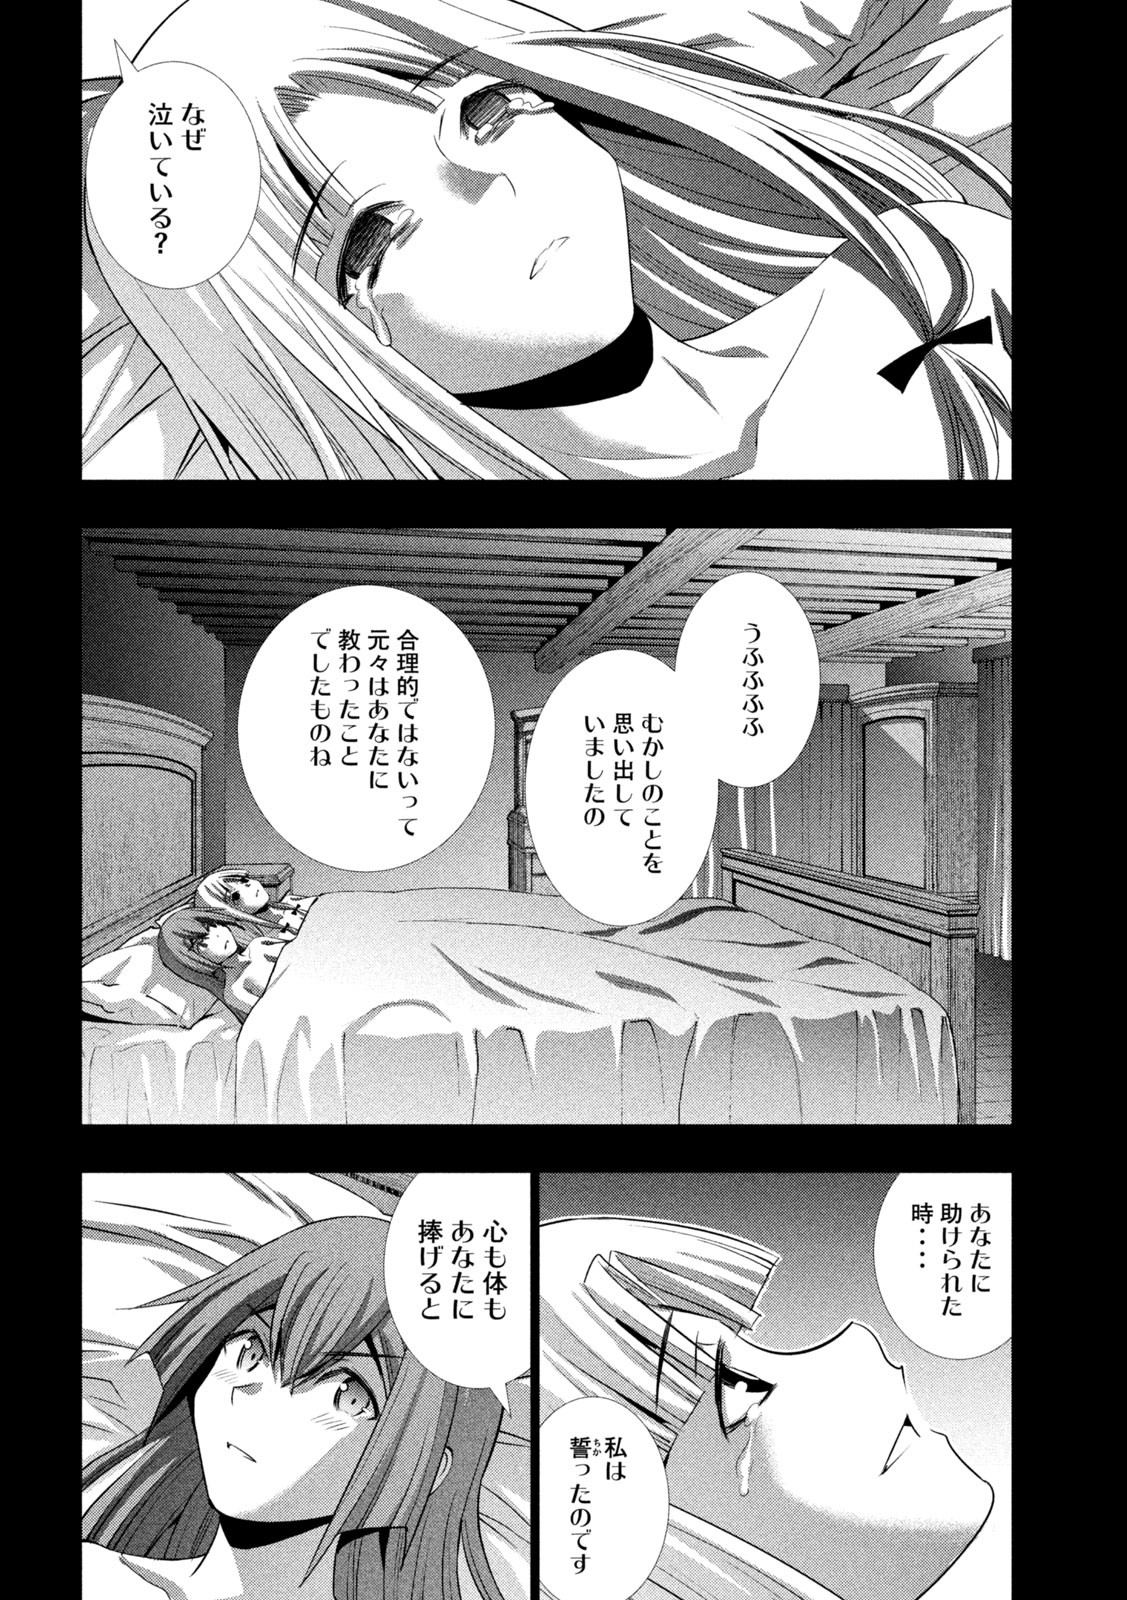 なぜ
泣いている?
うふふふふ
むかしのことを
思い出して
いましたの
合理的ではないって
元々はあなたに
教わったこと
でしたものね
あなたに
助けられた
時‥‥
私は
誓ったのです
ちか
心も体も
あなたに
捧げると